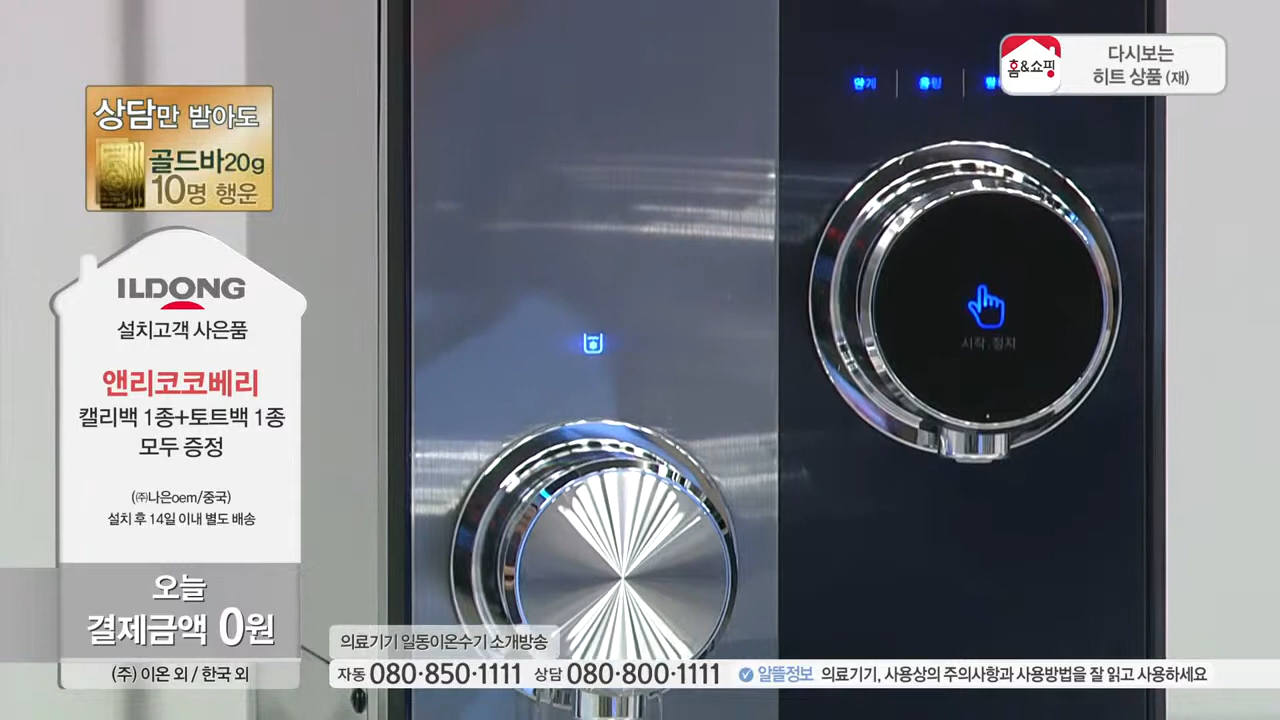 상담만 받아도
골드바20g
10명 행운
ILDONG
설치고객 사은품
앤리코코베리
캘리백 1종+토트백 1종
모두 증정
(㈜나은oem/중국)
설치 후 14일 이내 별도 배송
오늘
결제금액 0원
(주) 이온 외 / 한국 외
홈&쇼핑
다시보는
히트 상품 (재)
시작.정지
의료기기 일동이온수기 소개방송
자동 080·850·1111 상담 080·800·1111 알뜰정보 의료기기, 사용상의 주의사항과 사용방법을 잘 읽고 사용하세요